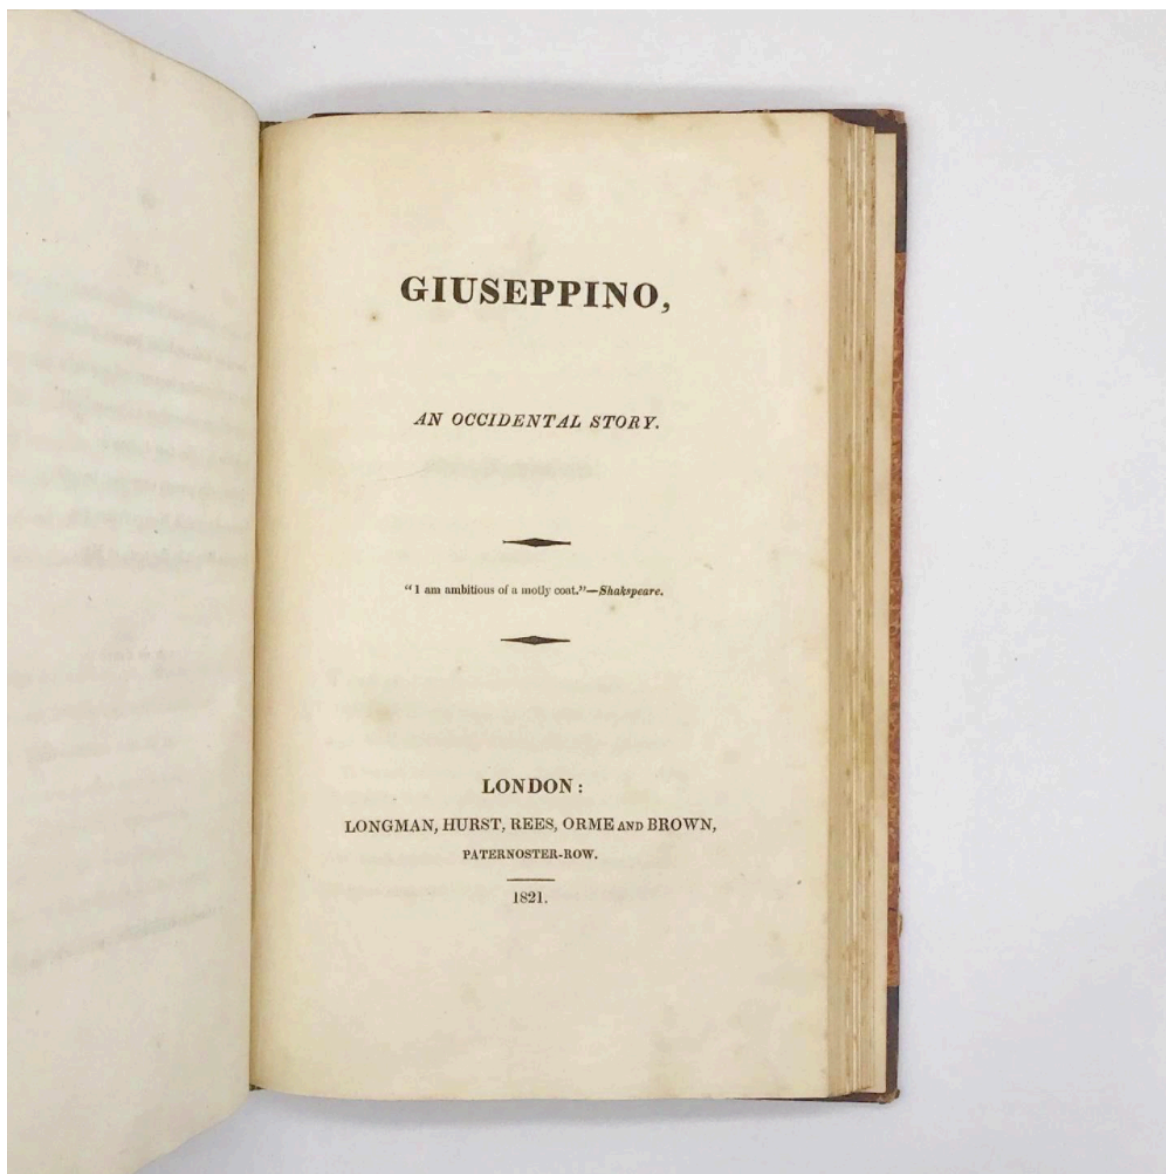 GIUSEPPINO,
AN OCCIDENTAL STORY.
“I am ambitious of a motly coat.”—Shakspeare.
LONDON:
LONGMAN, HURST, REES, ORME AND BROWN,
PATERNOSTER-ROW.
1821.